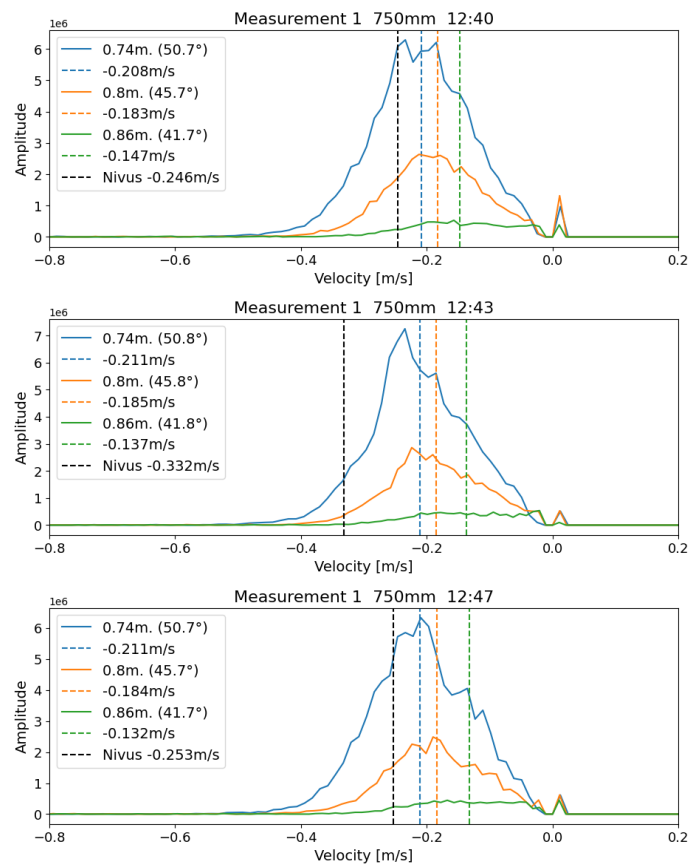 Measurement 1  750mm  12:40
1e6
0.74m. (50.7°)
-0.208m/s
0.8m. (45.7°)
-0.183m/s
0.86m. (41.7°)
-0.147m/s
Nivus -0.246m/s
Amplitude
6
5
4
3
2
1
0
−0.8 −0.6 −0.4 −0.2 0.0 0.2
Velocity [m/s]
Measurement 1  750mm  12:43
1e6
0.74m. (50.8°)
-0.211m/s
0.8m. (45.8°)
-0.185m/s
0.86m. (41.8°)
-0.137m/s
Nivus -0.332m/s
Amplitude
7
6
5
4
3
2
1
0
−0.8 −0.6 −0.4 −0.2 0.0 0.2
Velocity [m/s]
Measurement 1  750mm  12:47
1e6
0.74m. (50.7°)
-0.211m/s
0.8m. (45.7°)
-0.184m/s
0.86m. (41.7°)
-0.132m/s
Nivus -0.253m/s
Amplitude
6
5
4
3
2
1
0
−0.8 −0.6 −0.4 −0.2 0.0 0.2
Velocity [m/s]